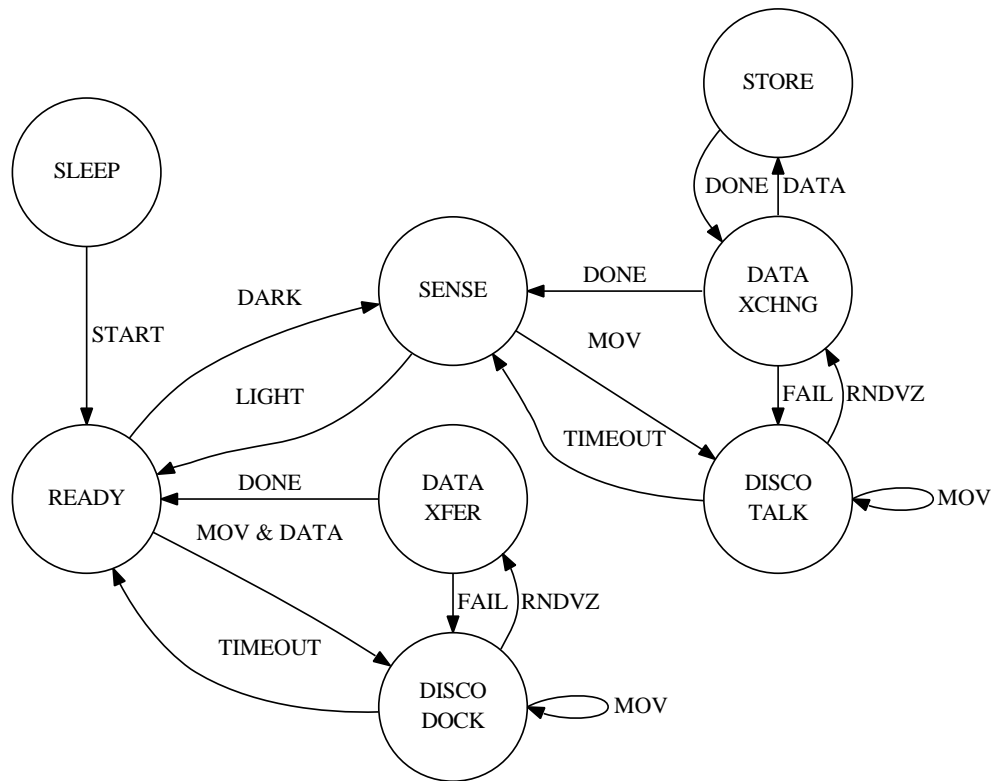 STORE
SLEEP
DONE
DATA
SENSE
DONE
DATA
XCHNG
DARK
START
MOV
LIGHT
FAIL
RNDVZ
TIMEOUT
READY
DONE
DATA
XFER
DISCO
TALK
MOV
MOV & DATA
FAIL
RNDVZ
TIMEOUT
DISCO
DOCK
MOV